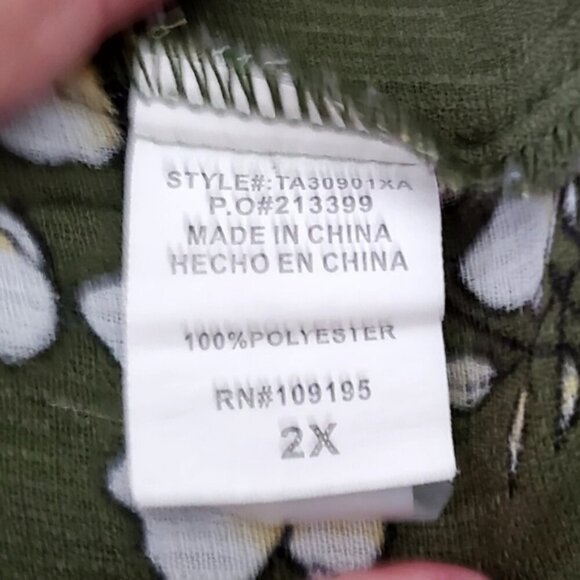 STYLE#:TA30901XA
P.O#213399
MADE IN CHINA
HECHO EN CHINA
100%POLYESTER
RN#109195
2X